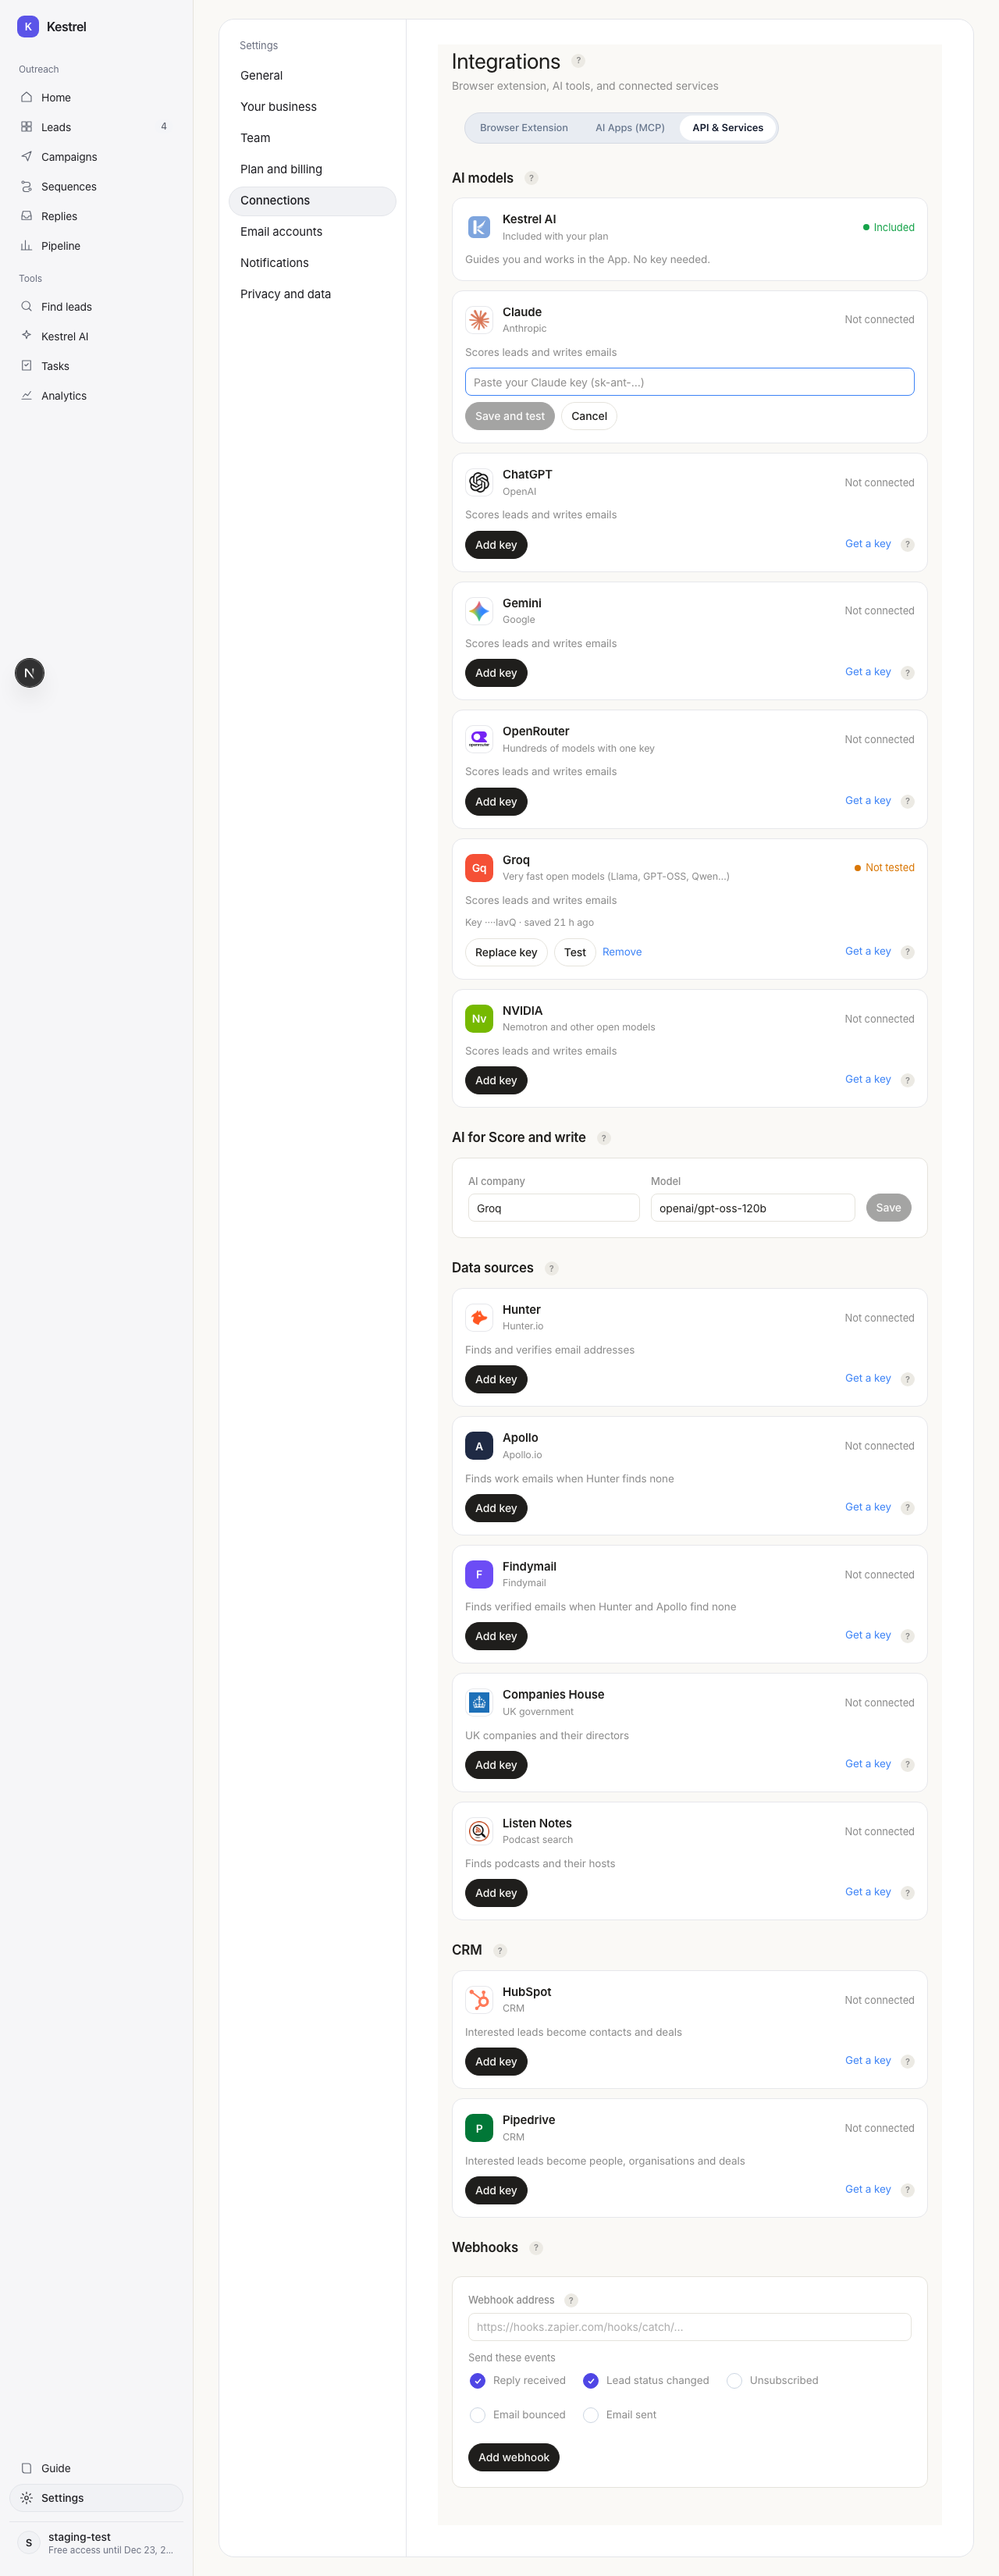 K Kestrel
Outreach
Home
Leads 4
Campaigns
Sequences
Replies
Pipeline
Tools
Find leads
Kestrel AI
Tasks
Analytics
N
Guide
Settings
S
staging-test
Free access until Dec 23, 2...
Settings
General
Your business
Team
Plan and billing
Connections
Email accounts
Notifications
Privacy and data
Integrations ?
Browser extension, AI tools, and connected services
Browser Extension AI Apps (MCP) API & Services
AI models ?
Kestrel AI
Included with your plan
Included
Guides you and works in the App. No key needed.
Claude
Anthropic
Not connected
Scores leads and writes emails
Paste your Claude key (sk-ant-...)
Save and test Cancel
ChatGPT
OpenAI
Not connected
Scores leads and writes emails
Add key Get a key ?
Gemini
Google
Not connected
Scores leads and writes emails
Add key Get a key ?
openrouter
OpenRouter
Hundreds of models with one key
Not connected
Scores leads and writes emails
Add key Get a key ?
Gq
Groq
Very fast open models (Llama, GPT-OSS, Qwen...)
Not tested
Scores leads and writes emails
Key ····IavQ · saved 21 h ago
Replace key Test Remove Get a key ?
Nv
NVIDIA
Nemotron and other open models
Not connected
Scores leads and writes emails
Add key Get a key ?
AI for Score and write ?
AI company Model
Groq openai/gpt-oss-120b Save
Data sources ?
Hunter
Hunter.io
Not connected
Finds and verifies email addresses
Add key Get a key ?
A
Apollo
Apollo.io
Not connected
Finds work emails when Hunter finds none
Add key Get a key ?
F
Findymail
Findymail
Not connected
Finds verified emails when Hunter and Apollo find none
Add key Get a key ?
Companies House
UK government
Not connected
UK companies and their directors
Add key Get a key ?
Listen Notes
Podcast search
Not connected
Finds podcasts and their hosts
Add key Get a key ?
CRM ?
HubSpot
CRM
Not connected
Interested leads become contacts and deals
Add key Get a key ?
P
Pipedrive
CRM
Not connected
Interested leads become people, organisations and deals
Add key Get a key ?
Webhooks ?
Webhook address ?
https://hooks.zapier.com/hooks/catch/...
Send these events
Reply received Lead status changed Unsubscribed
Email bounced Email sent
Add webhook